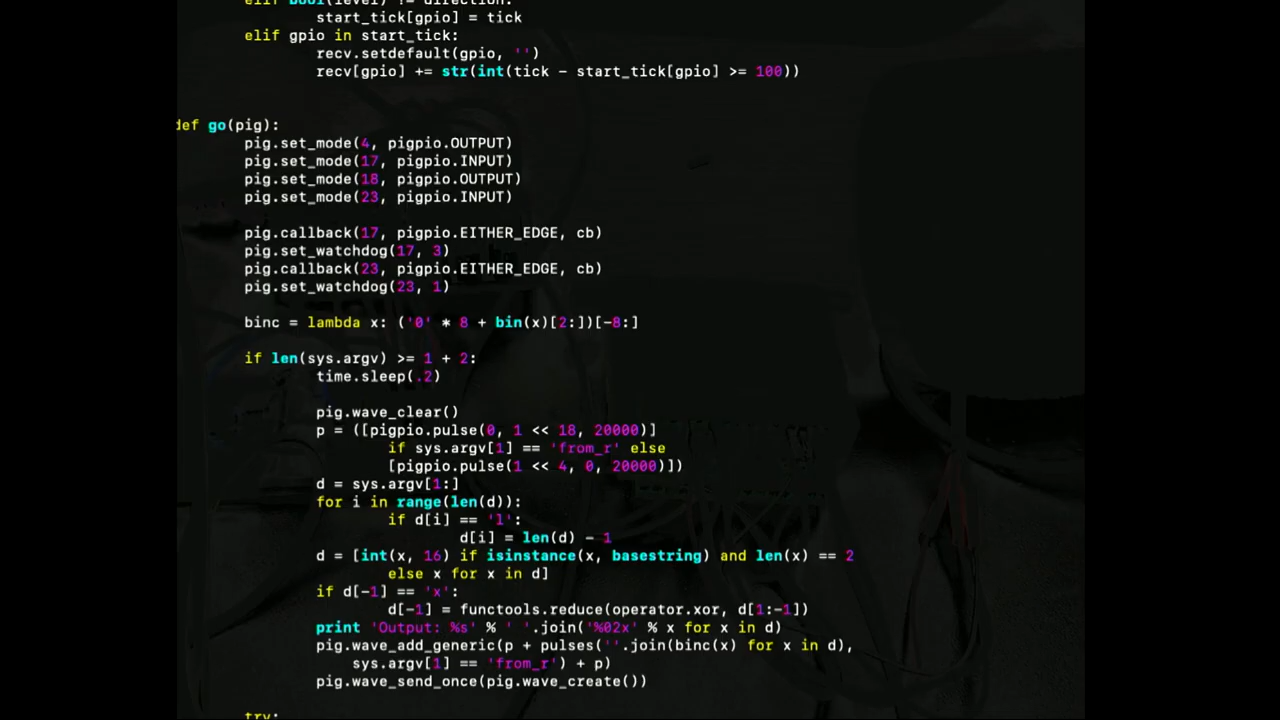 elif bool(level) != direction:
start_tick[gpio] = tick
elif gpio in start_tick:
recv.setdefault(gpio, '')
recv[gpio] += str(int(tick - start_tick[gpio] >= 100))
def go(pig):
pig.set_mode(4, pigpio.OUTPUT)
pig.set_mode(17, pigpio.INPUT)
pig.set_mode(18, pigpio.OUTPUT)
pig.set_mode(23, pigpio.INPUT)
pig.callback(17, pigpio.EITHER_EDGE, cb)
pig.set_watchdog(17, 3)
pig.callback(23, pigpio.EITHER_EDGE, cb)
pig.set_watchdog(23, 1)
binc = lambda x: ('0' * 8 + bin(x)[2:])[-8:]
if len(sys.argv) >= 1 + 2:
time.sleep(.2)
pig.wave_clear()
p = ([pigpio.pulse(0, 1 << 18, 20000)]
if sys.argv[1] == 'from_r' else
[pigpio.pulse(1 << 4, 0, 20000)])
d = sys.argv[1:]
for i in range(len(d)):
if d[i] == 'l':
d[i] = len(d) - 1
d = [int(x, 16) if isinstance(x, basestring) and len(x) == 2
else x for x in d]
if d[-1] == 'x':
d[-1] = functools.reduce(operator.xor, d[1:-1])
print 'Output: %s' % ' '.join('%02x' % x for x in d)
pig.wave_add_generic(p + pulses(''.join(binc(x) for x in d),
sys.argv[1] == 'from_r') + p)
pig.wave_send_once(pig.wave_create())
try: